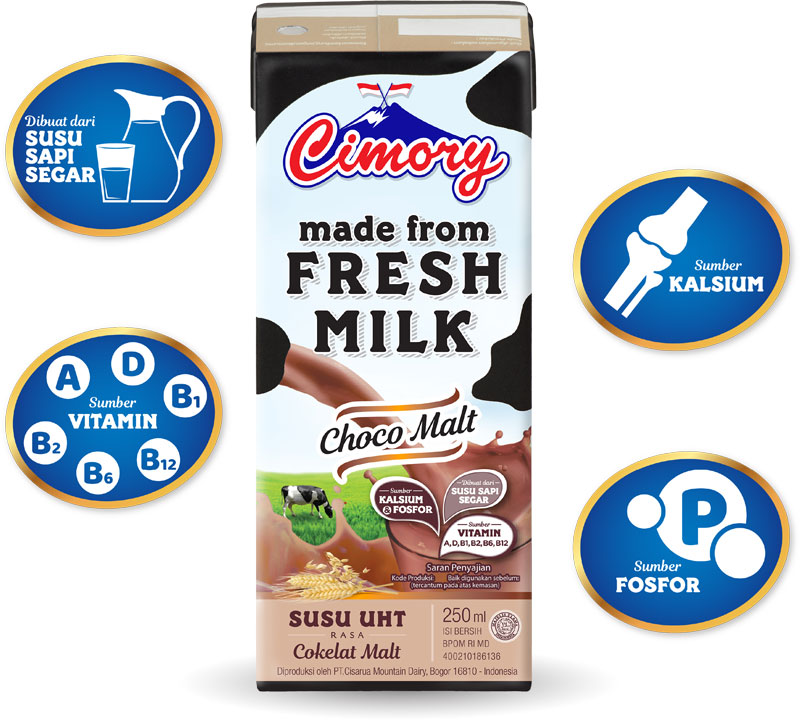 Cimory
made from
FRESH
MILK
Choco Malt
Sumber
KALSIUM
& FOSFOR
Dibuat dari
SUSU SAPI
SEGAR
Sumber
VITAMIN
A, D, B1, B2, B6, B12
Saran Penyajian
Kode Produksi: Baik digunakan sebelum:
(tercantum pada atas kemasan)
SUSU UHT
RASA
Cokelat Malt
250 ml
ISI BERSIH
BPOM RI MD
400210186136
Diproduksi oleh PT.Cisarua Mountain Dairy, Bogor 16810 - Indonesia
Dibuat dari
SUSU
SAPI
SEGAR
A D B1
Sumber
VITAMIN
B2 B6 B12
Sumber
KALSIUM
P
Sumber
FOSFOR